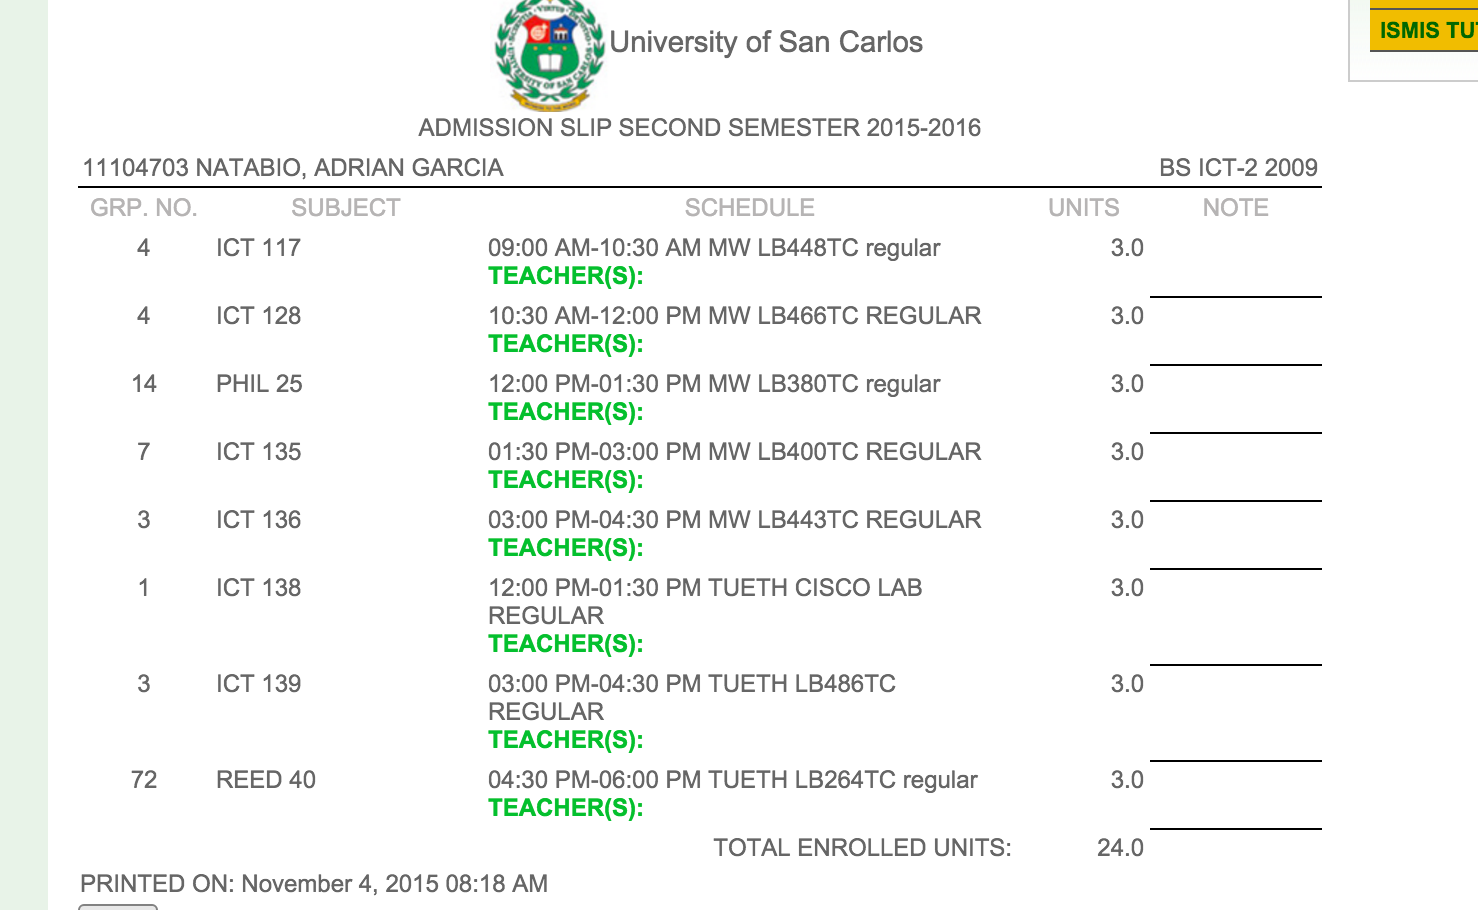 University of San Carlos
ISMIS TU
ADMISSION SLIP SECOND SEMESTER 2015-2016
11104703 NATABIO, ADRIAN GARCIA BS ICT-2 2009
GRP. NO. SUBJECT SCHEDULE UNITS NOTE
4 ICT 117 09:00 AM-10:30 AM MW LB448TC regular 3.0
TEACHER(S):
4 ICT 128 10:30 AM-12:00 PM MW LB466TC REGULAR 3.0
TEACHER(S):
14 PHIL 25 12:00 PM-01:30 PM MW LB380TC regular 3.0
TEACHER(S):
7 ICT 135 01:30 PM-03:00 PM MW LB400TC REGULAR 3.0
TEACHER(S):
3 ICT 136 03:00 PM-04:30 PM MW LB443TC REGULAR 3.0
TEACHER(S):
1 ICT 138 12:00 PM-01:30 PM TUETH CISCO LAB 3.0
REGULAR
TEACHER(S):
3 ICT 139 03:00 PM-04:30 PM TUETH LB486TC 3.0
REGULAR
TEACHER(S):
72 REED 40 04:30 PM-06:00 PM TUETH LB264TC regular 3.0
TEACHER(S):
TOTAL ENROLLED UNITS: 24.0
PRINTED ON: November 4, 2015 08:18 AM